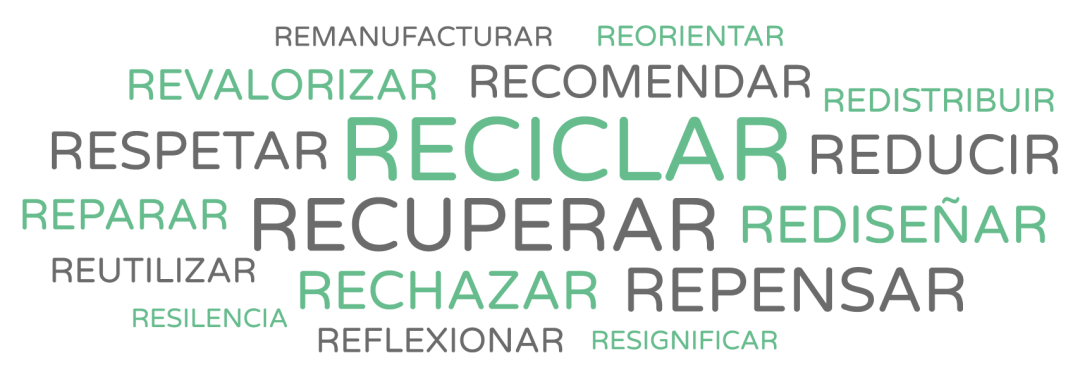 REMANUFACTURAR REORIENTAR
REVALORIZAR RECOMENDAR REDISTRIBUIR
RESPETAR RECICLAR REDUCIR
REPARAR RECUPERAR REDISEÑAR
REUTILIZAR RECHAZAR REPENSAR
RESILENCIA REFLEXIONAR RESIGNIFICAR